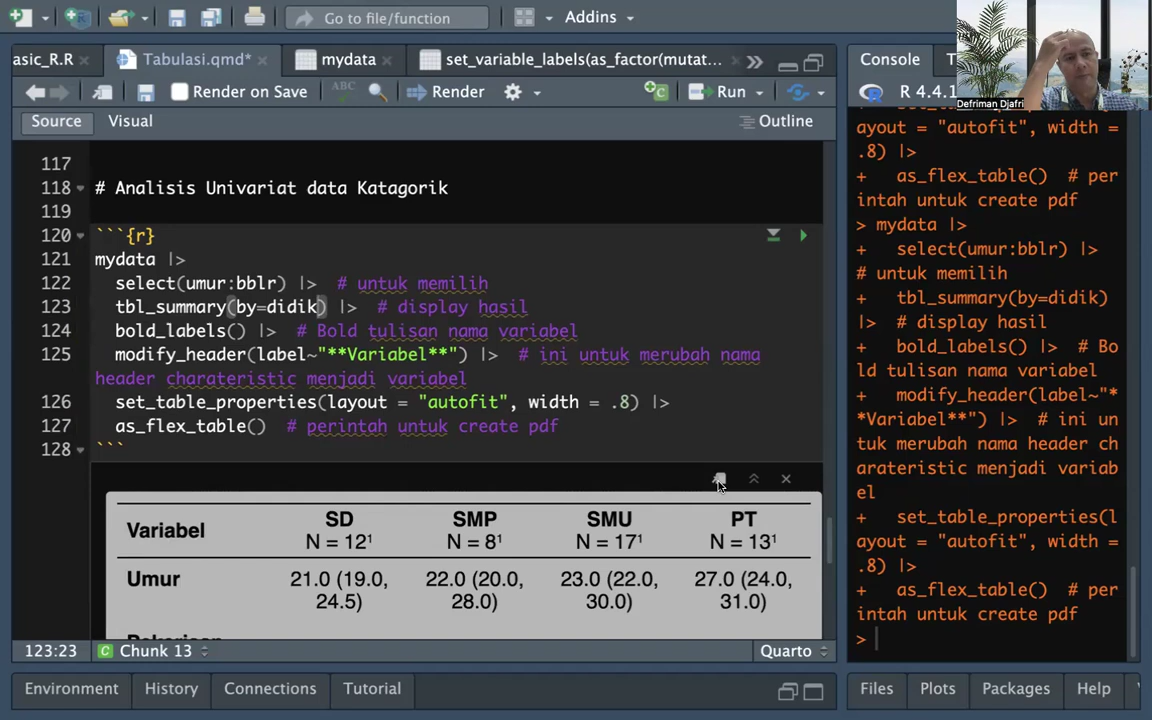 Go to file/function
Addins
asic_R.R
Tabulasi.qmd*
mydata
set_variable_labels(as_factor(mutat...
Render on Save
ABC
Render
Run
Source
Visual
Outline
117
118 # Analisis Univariat data Katagorik
119
120 ```{r}
121 mydata |>
122 select(umur:bblr) |> # untuk memilih
123 tbl_summary(by=didik) |> # display hasil
124 bold_labels() |> # Bold tulisan nama variabel
125 modify_header(label~"**Variabel**") |> # ini untuk merubah nama
header charateristic menjadi variabel
126 set_table_properties(layout = "autofit", width = .8) |>
127 as_flex_table() # perintah untuk create pdf
128 ```
Variabel
SD
N = 12¹
SMP
N = 8¹
SMU
N = 17¹
PT
N = 13¹
Umur
21.0 (19.0,
24.5)
22.0 (20.0,
28.0)
23.0 (22.0,
30.0)
27.0 (24.0,
31.0)
123:23
Chunk 13
Quarto
Environment
History
Connections
Tutorial
Console
Defriman Djafri
R 4.4.1
ayout = "autofit", width =
.8) |>
+ as_flex_table() # per
intah untuk create pdf
> mydata |>
+ select(umur:bblr) |>
# untuk memilih
+ tbl_summary(by=didik)
|> # display hasil
+ bold_labels() |> # Bo
ld tulisan nama variabel
+ modify_header(label~"*
*Variabel**") |> # ini un
tuk merubah nama header ch
arateristic menjadi variab
el
+ set_table_properties(l
ayout = "autofit", width =
.8) |>
+ as_flex_table() # per
intah untuk create pdf
>
Files
Plots
Packages
Help